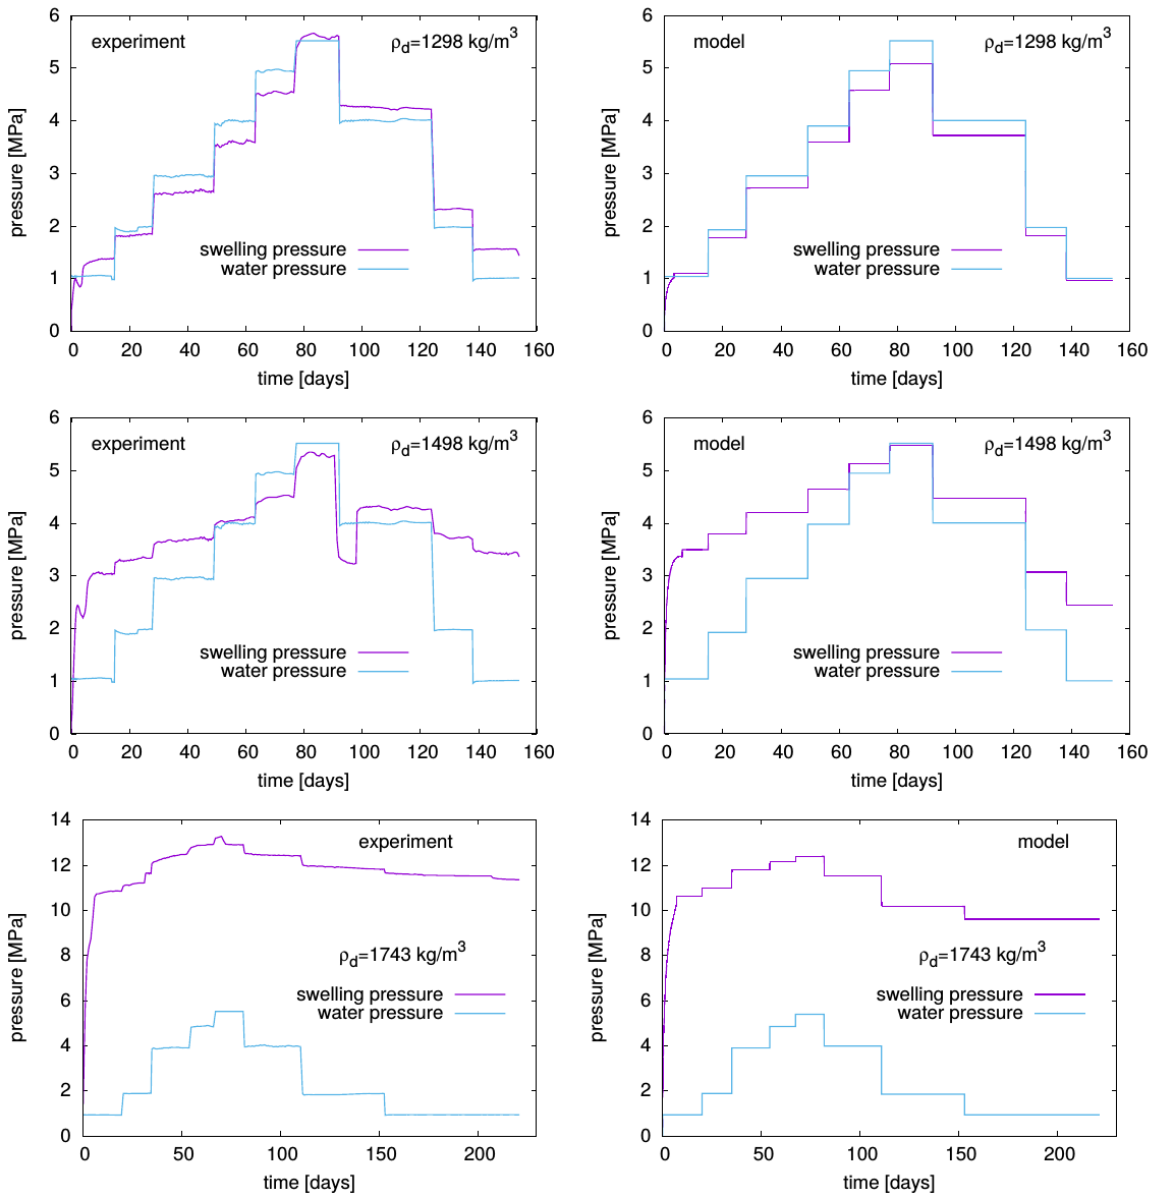 experiment
ρd=1298 kg/m³
pressure [MPa]
6
5
4
3
2
1
0
swelling pressure
water pressure
0 20 40 60 80 100 120 140 160
time [days]
model
ρd=1298 kg/m³
pressure [MPa]
6
5
4
3
2
1
0
swelling pressure
water pressure
0 20 40 60 80 100 120 140 160
time [days]
experiment
ρd=1498 kg/m³
pressure [MPa]
6
5
4
3
2
1
0
swelling pressure
water pressure
0 20 40 60 80 100 120 140 160
time [days]
model
ρd=1498 kg/m³
pressure [MPa]
6
5
4
3
2
1
0
swelling pressure
water pressure
0 20 40 60 80 100 120 140 160
time [days]
experiment
pressure [MPa]
14
12
10
8
6
4
2
0
ρd=1743 kg/m³
swelling pressure
water pressure
0 50 100 150 200
time [days]
model
pressure [MPa]
14
12
10
8
6
4
2
0
ρd=1743 kg/m³
swelling pressure
water pressure
0 50 100 150 200
time [days]